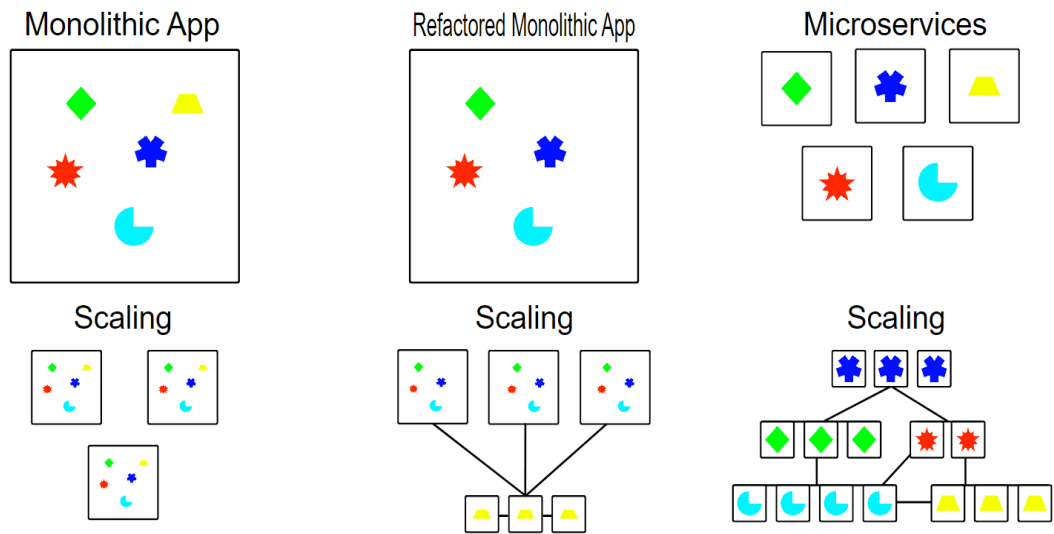 Monolithic App
Refactored Monolithic App
Microservices
Scaling
Scaling
Scaling